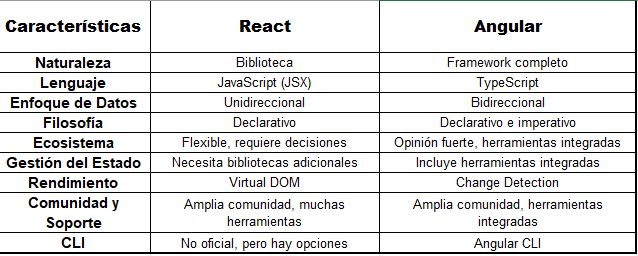 Características React Angular
Naturaleza Biblioteca Framework completo
Lenguaje JavaScript (JSX) TypeScript
Enfoque de Datos Unidireccional Bidireccional
Filosofía Declarativo Declarativo e imperativo
Ecosistema Flexible, requiere decisiones Opinión fuerte, herramientas integradas
Gestión del Estado Necesita bibliotecas adicionales Incluye herramientas integradas
Rendimiento Virtual DOM Change Detection
Comunidad y
Soporte
Amplia comunidad, muchas
herramientas
Amplia comunidad, herramientas
integradas
CLI No oficial, pero hay opciones Angular CLI